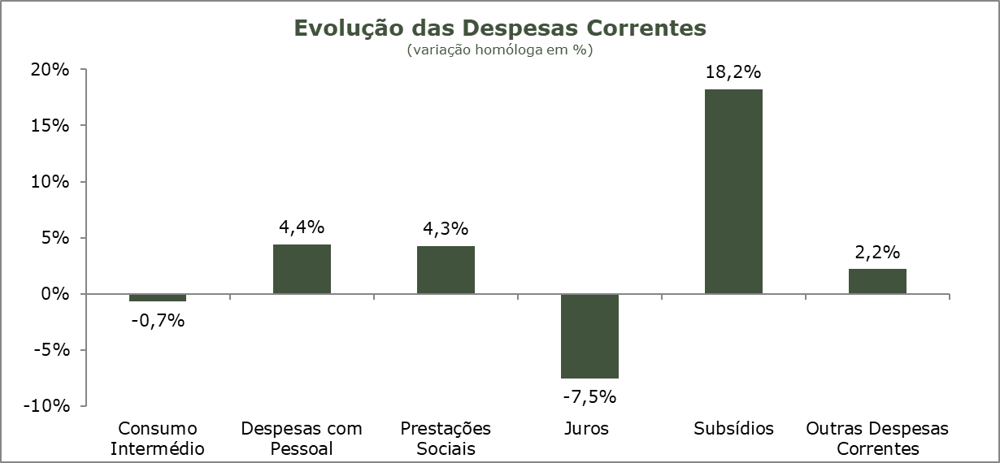 Evolução das Despesas Correntes
(variação homóloga em %)
20%
15%
10%
5%
0%
-5%
-10%
-0,7%
4,4%
4,3%
-7,5%
18,2%
2,2%
Consumo
Intermédio
Despesas com
Pessoal
Prestações
Sociais
Juros
Subsídios
Outras Despesas
Correntes